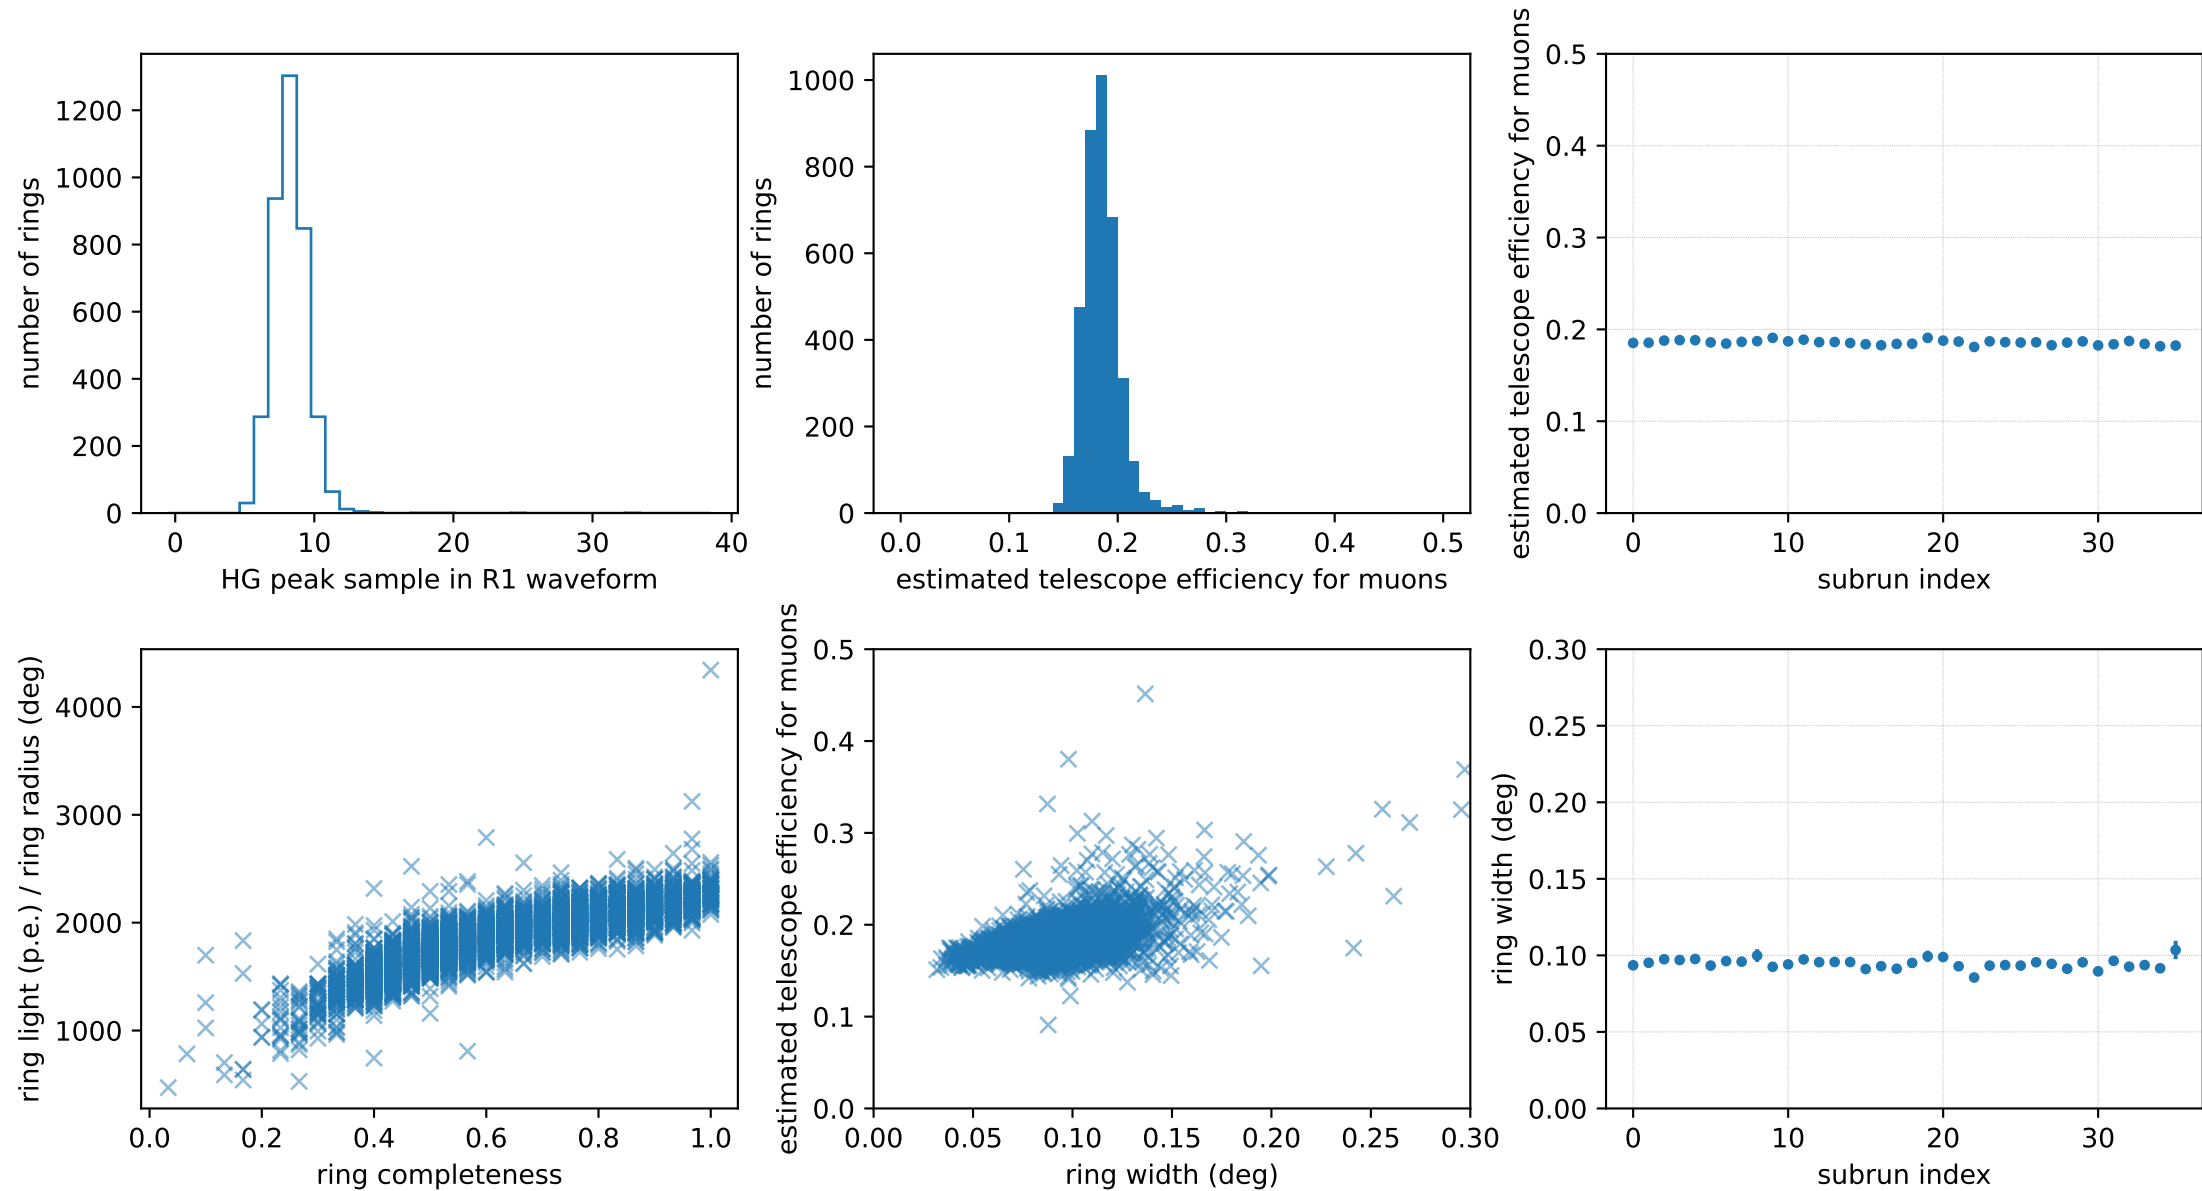 number of rings
1200
1000
800
600
400
200
0
0 10 20 30 40
HG peak sample in R1 waveform
number of rings
1000
800
600
400
200
0
0.0 0.1 0.2 0.3 0.4 0.5
estimated telescope efficiency for muons
estimated telescope efficiency for muons
0.5
0.4
0.3
0.2
0.1
0.0
0 10 20 30
subrun index
ring light (p.e.) / ring radius (deg)
4000
3000
2000
1000
0.0 0.2 0.4 0.6 0.8 1.0
ring completeness
estimated telescope efficiency for muons
0.5
0.4
0.3
0.2
0.1
0.0
0.00 0.05 0.10 0.15 0.20 0.25 0.30
ring width (deg)
ring width (deg)
0.30
0.25
0.20
0.15
0.10
0.05
0.00
0 10 20 30
subrun index